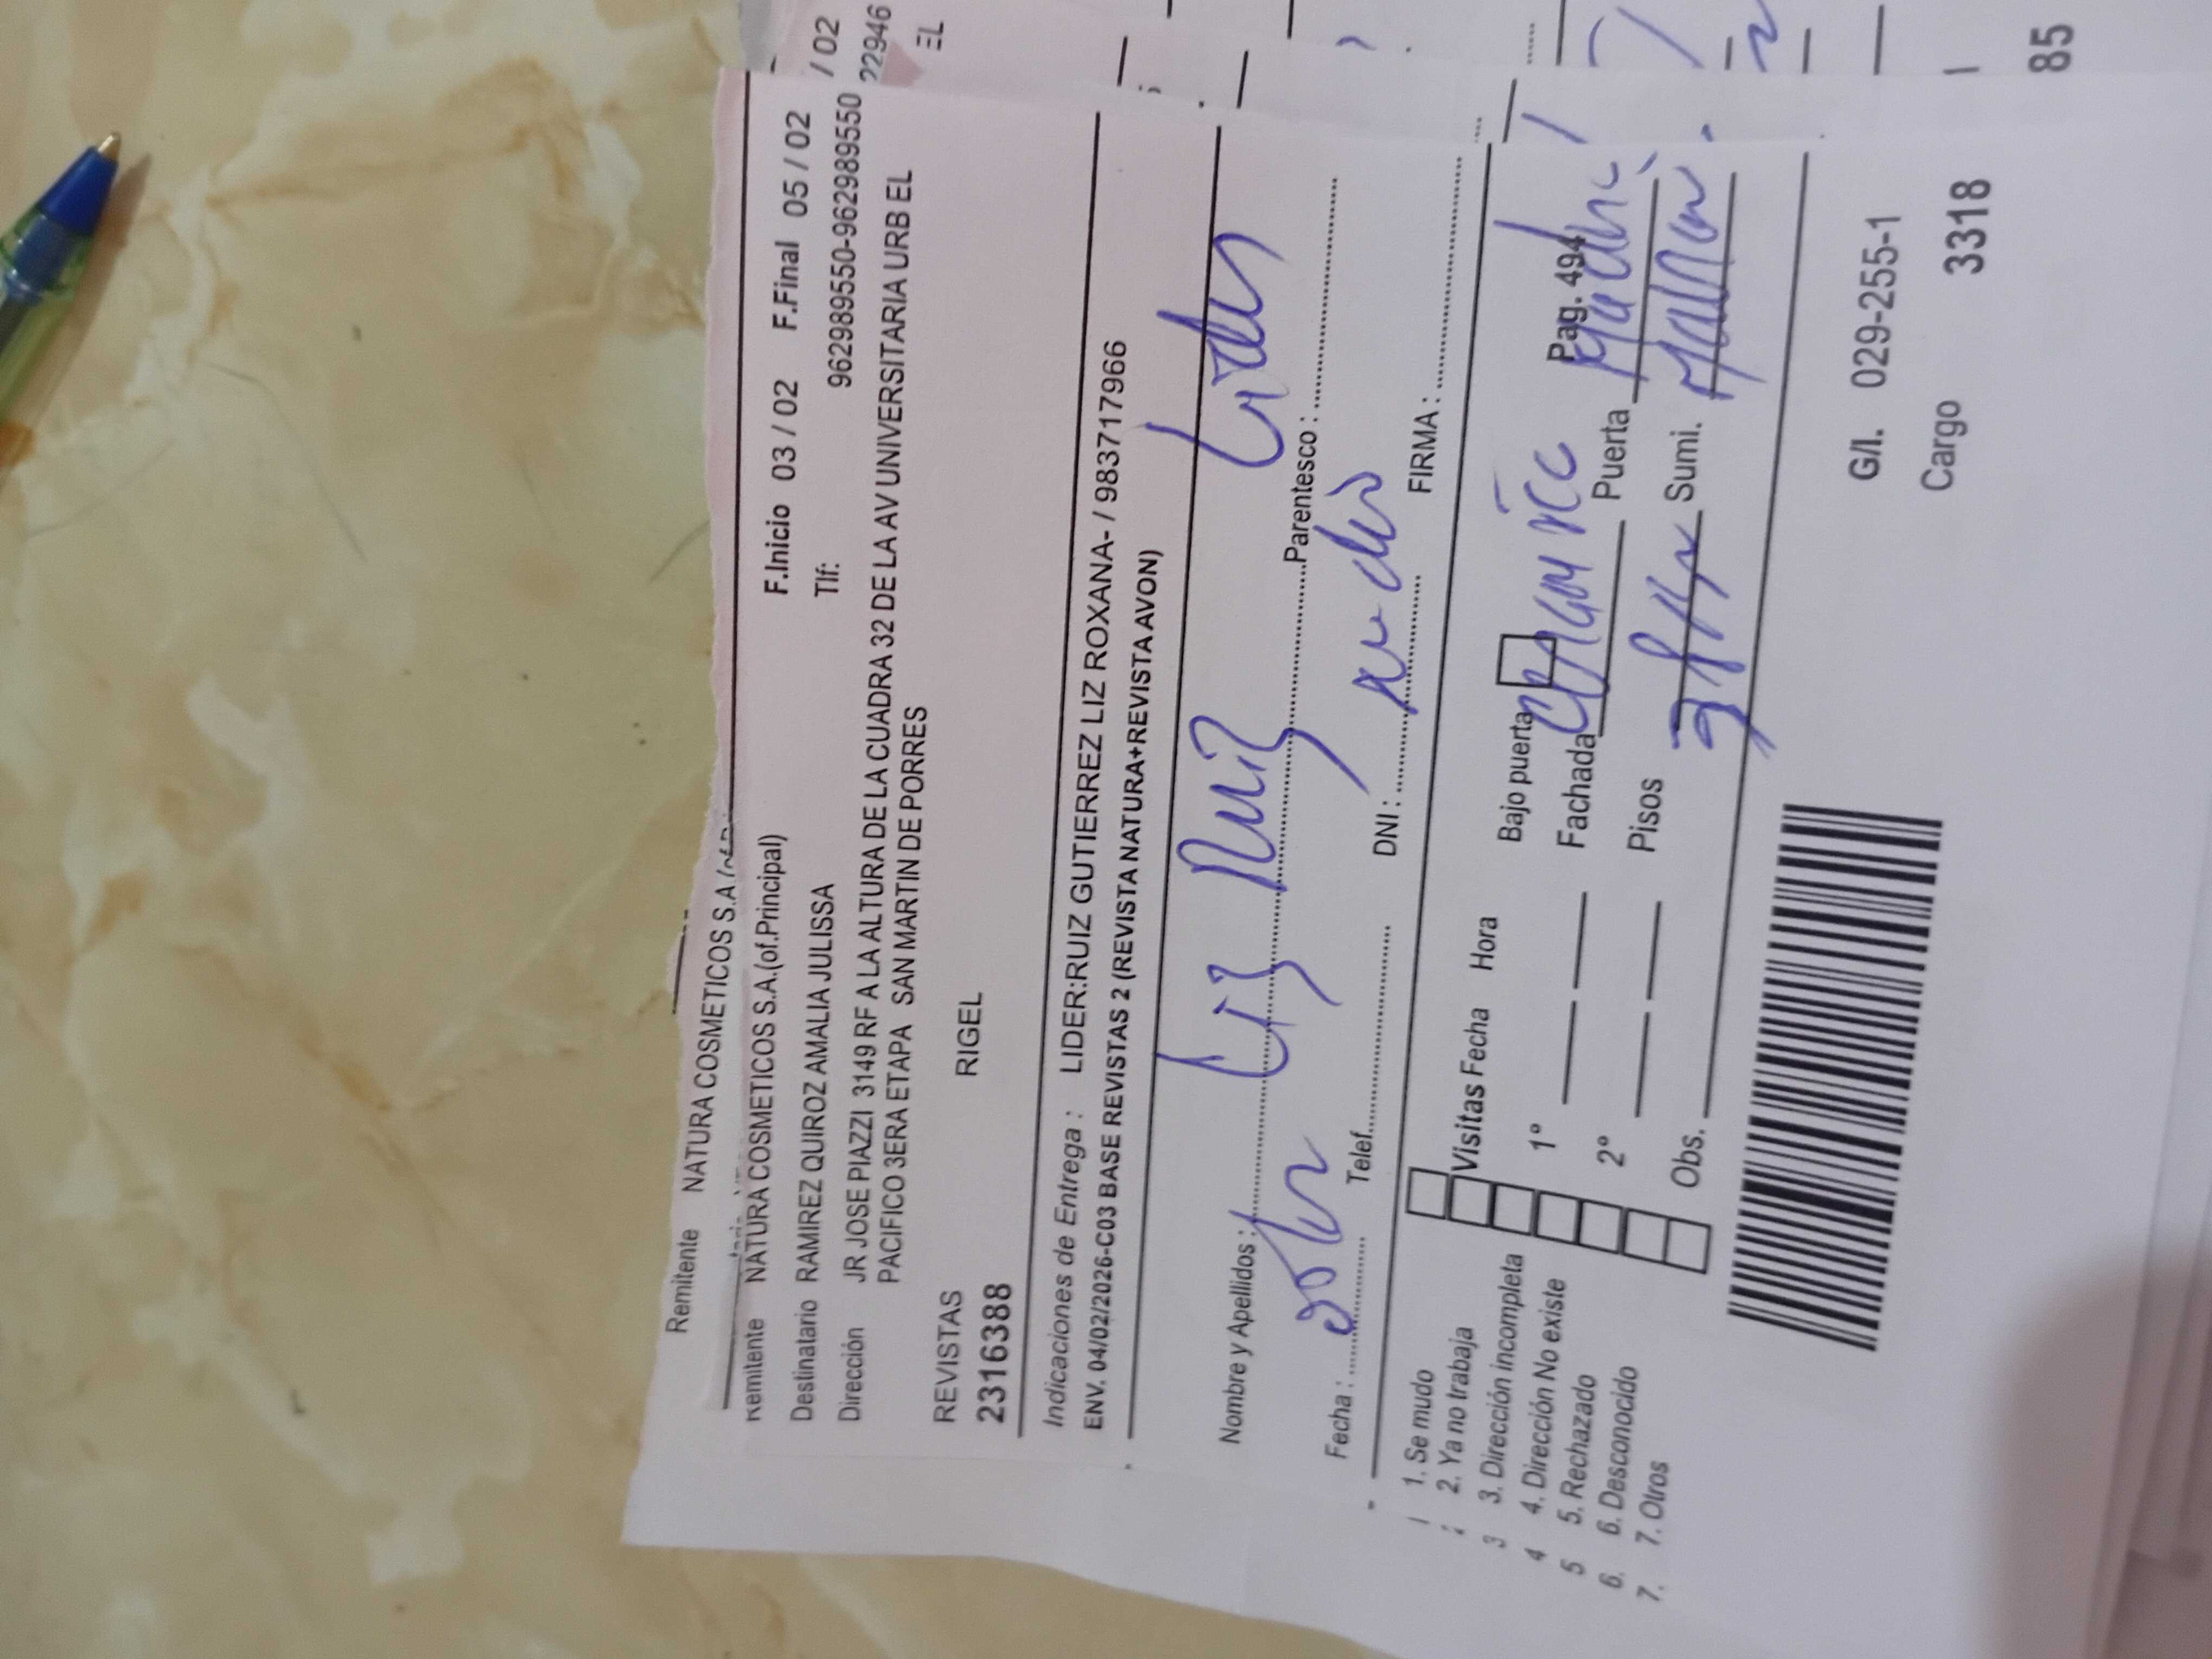 Remitente NATURA COSMETICOS S.A
Remitente NATURA COSMETICOS S.A.(of.Principal) F.Inicio 03 / 02 F.Final 05 / 02
Destinatario RAMIREZ QUIROZ AMALIA JULISSA Tlf: 962989550-962989550
Dirección JR JOSE PIAZZI 3149 RF A LA ALTURA DE LA CUADRA 32 DE LA AV UNIVERSITARIA URB EL
PACIFICO 3ERA ETAPA SAN MARTIN DE PORRES
REVISTAS RIGEL
2316388
Indicaciones de Entrega : LIDER:RUIZ GUTIERREZ LIZ ROXANA- / 983717966
ENV. 04/02/2026-C03 BASE REVISTAS 2 (REVISTA NATURA+REVISTA AVON)
Nombre y Apellidos : Liz Ruiz Parentesco : Lider
Fecha : Telef. DNI : FIRMA :
1. Se mudo
2. Ya no trabaja
3. Dirección incompleta
4. Dirección No existe
5. Rechazado
6. Desconocido
7. Otros
Visitas Fecha Hora Bajo puerta Pag. 494
1° Fachada Puerta
2° Pisos Sumi.
Obs.
G/I. 029-255-1
Cargo 3318
/ 02
22946
EL
85